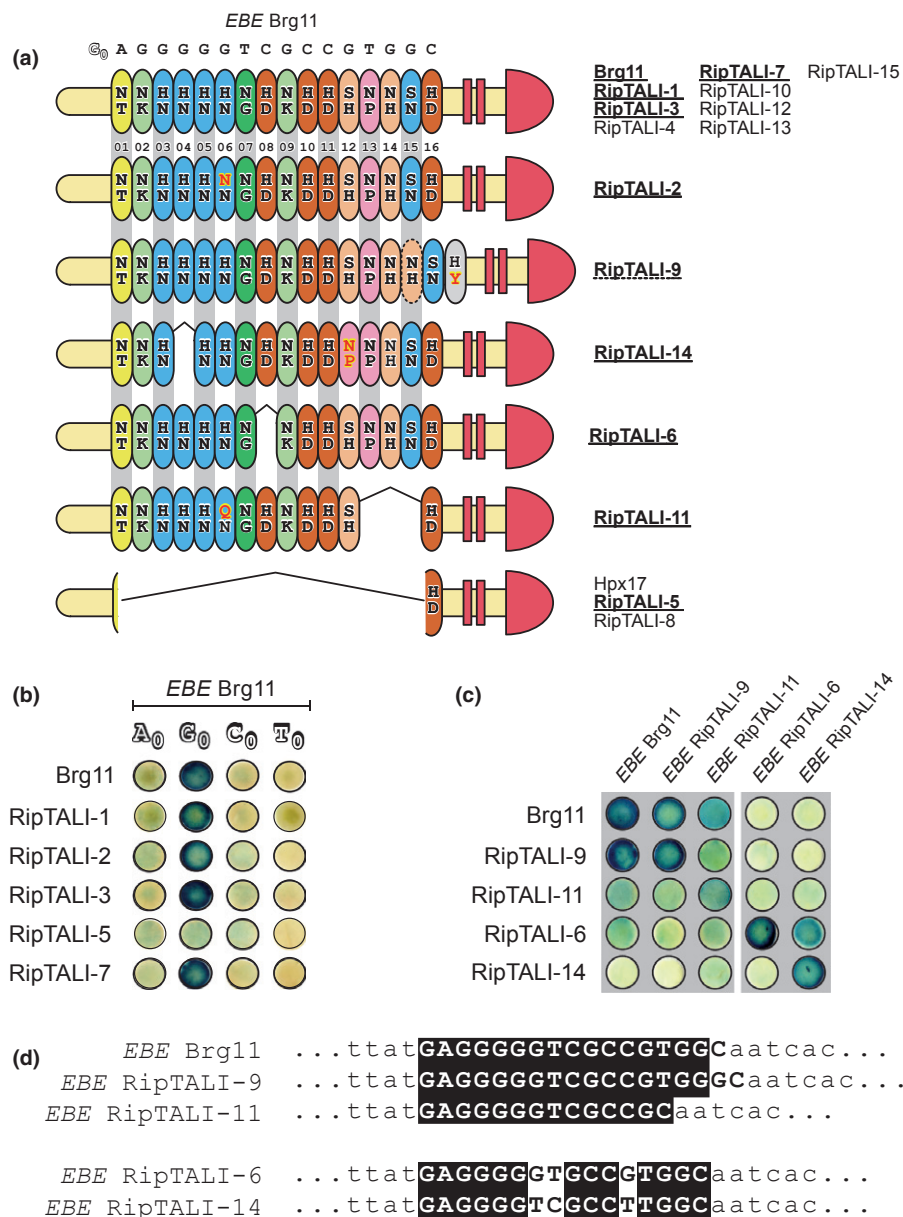 EBE Brg11
(a)
G0 A G G G G G T C G C C G T G G C
N N H H H H N H N H H S N N S H
T K N N N N G D K D D H P H N D
Brg11 RipTALI-7 RipTALI-15
RipTALI-1 RipTALI-10
RipTALI-3 RipTALI-12
RipTALI-4 RipTALI-13
01 02 03 04 05 06 07 08 09 10 11 12 13 14 15 16
N N H H H N N H N H H S N N S H
T K N N N N G D K D D H P H N D
RipTALI-2
N N H H H H N H N H H S N N N S H
T K N N N N G D K D D H P H H N Y
RipTALI-9
N N H H H N H N H H N N N S H
T K N N N G D K D D P P H N D
RipTALI-14
N N H H H H N N H H S N N S H
T K N N N N G K D D H P H N D
RipTALI-6
N N H H H Q N H N H H S H
T K N N N N G D K D D H D
RipTALI-11
H
D
Hpx17
RipTALI-5
RipTALI-8
(b)
EBE Brg11
A0 G0 C0 T0
Brg11
RipTALI-1
RipTALI-2
RipTALI-3
RipTALI-5
RipTALI-7
(c)
EBE Brg11
EBE RipTALI-9
EBE RipTALI-11
EBE RipTALI-6
EBE RipTALI-14
Brg11
RipTALI-9
RipTALI-11
RipTALI-6
RipTALI-14
(d)
EBE Brg11 ...ttatGAGGGGGTCGCCGTGGCaatcac...
EBE RipTALI-9 ...ttatGAGGGGGTCGCCGTGGGCaatcac...
EBE RipTALI-11 ...ttatGAGGGGGTCGCCGCaatcac...
EBE RipTALI-6 ...ttatGAGGGGGTGCCGTGGCaatcac...
EBE RipTALI-14 ...ttatGAGGGGTCGCCTTGGCaatcac...